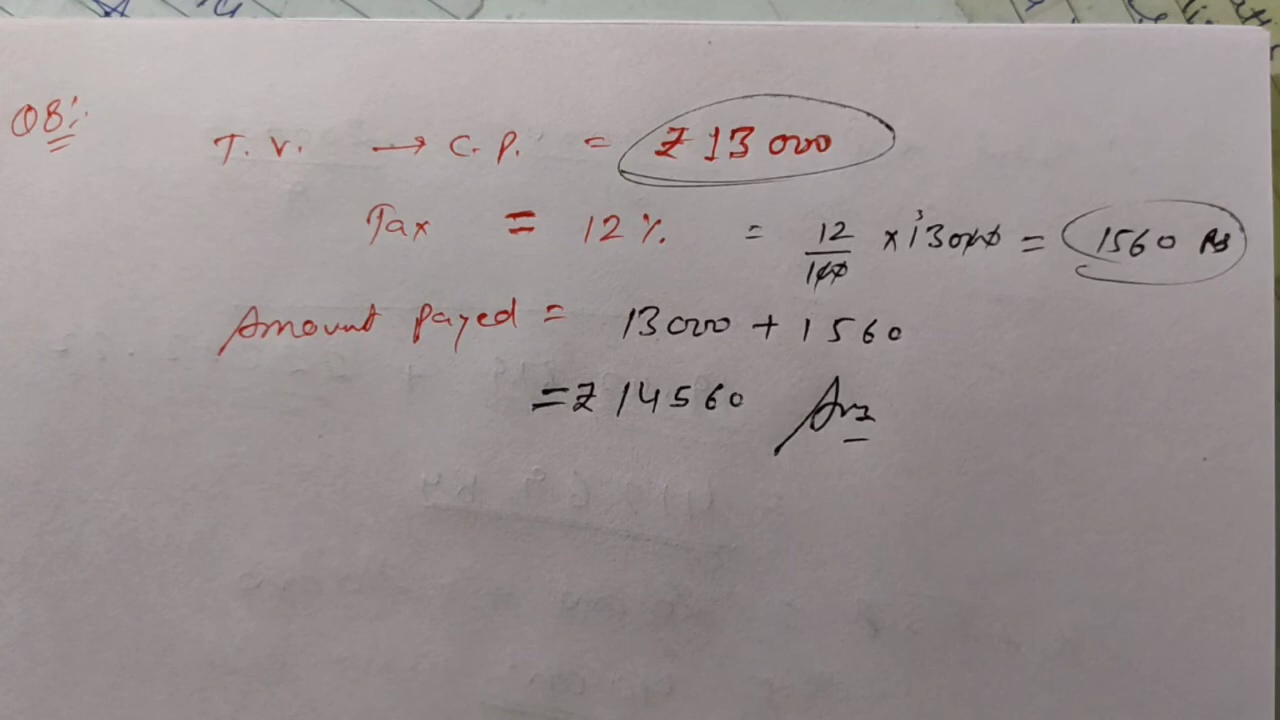 Q8:
T.V. → C.P. = ₹13000
Tax = 12% = 12/100 × 13000 = 1560 Rs
Amount Payed = 13000 + 1560
= ₹14560 Ans